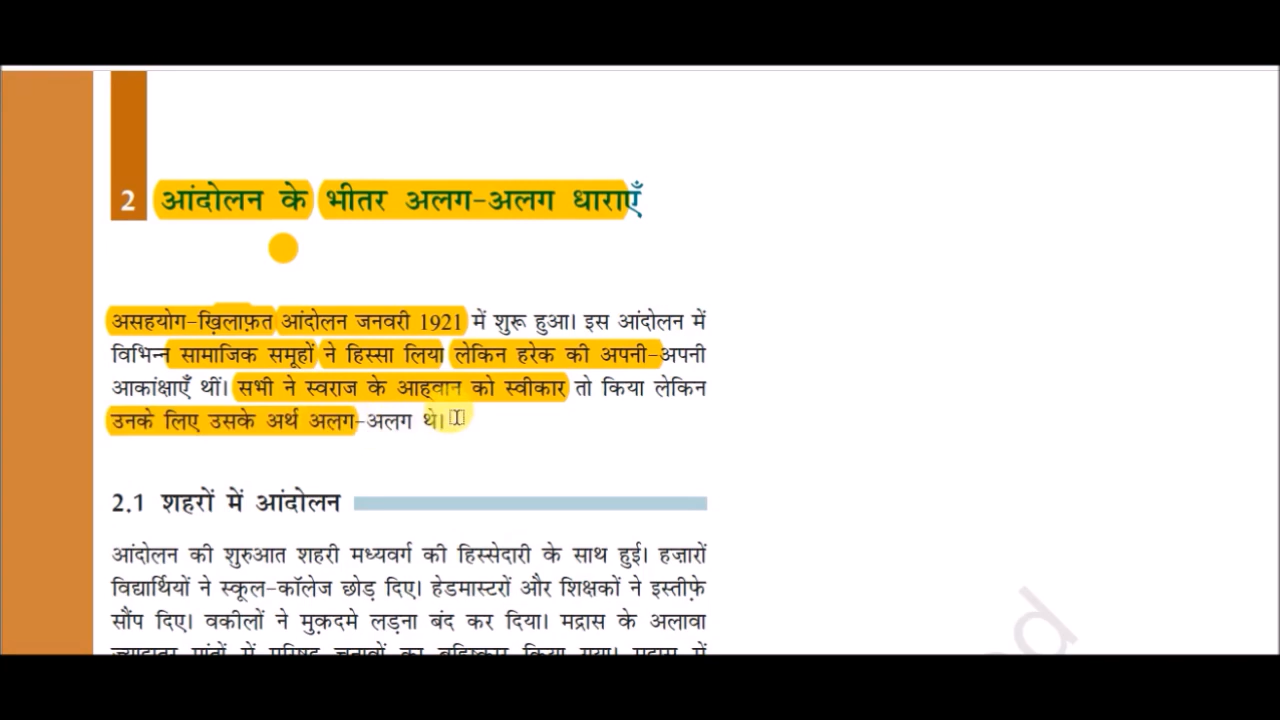 2 आंदोलन के भीतर अलग-अलग धाराएँ
असहयोग-ख़िलाफ़त आंदोलन जनवरी 1921 में शुरू हुआ। इस आंदोलन में
विभिन्न सामाजिक समूहों ने हिस्सा लिया लेकिन हरेक की अपनी-अपनी
आकांक्षाएँ थीं। सभी ने स्वराज के आह्वान को स्वीकार तो किया लेकिन
उनके लिए उसके अर्थ अलग-अलग थे।
2.1 शहरों में आंदोलन
आंदोलन की शुरुआत शहरी मध्यवर्ग की हिस्सेदारी के साथ हुई। हज़ारों
विद्यार्थियों ने स्कूल-कॉलेज छोड़ दिए। हेडमास्टरों और शिक्षकों ने इस्तीफ़े
सौंप दिए। वकीलों ने मुक़दमे लड़ना बंद कर दिया। मद्रास के अलावा